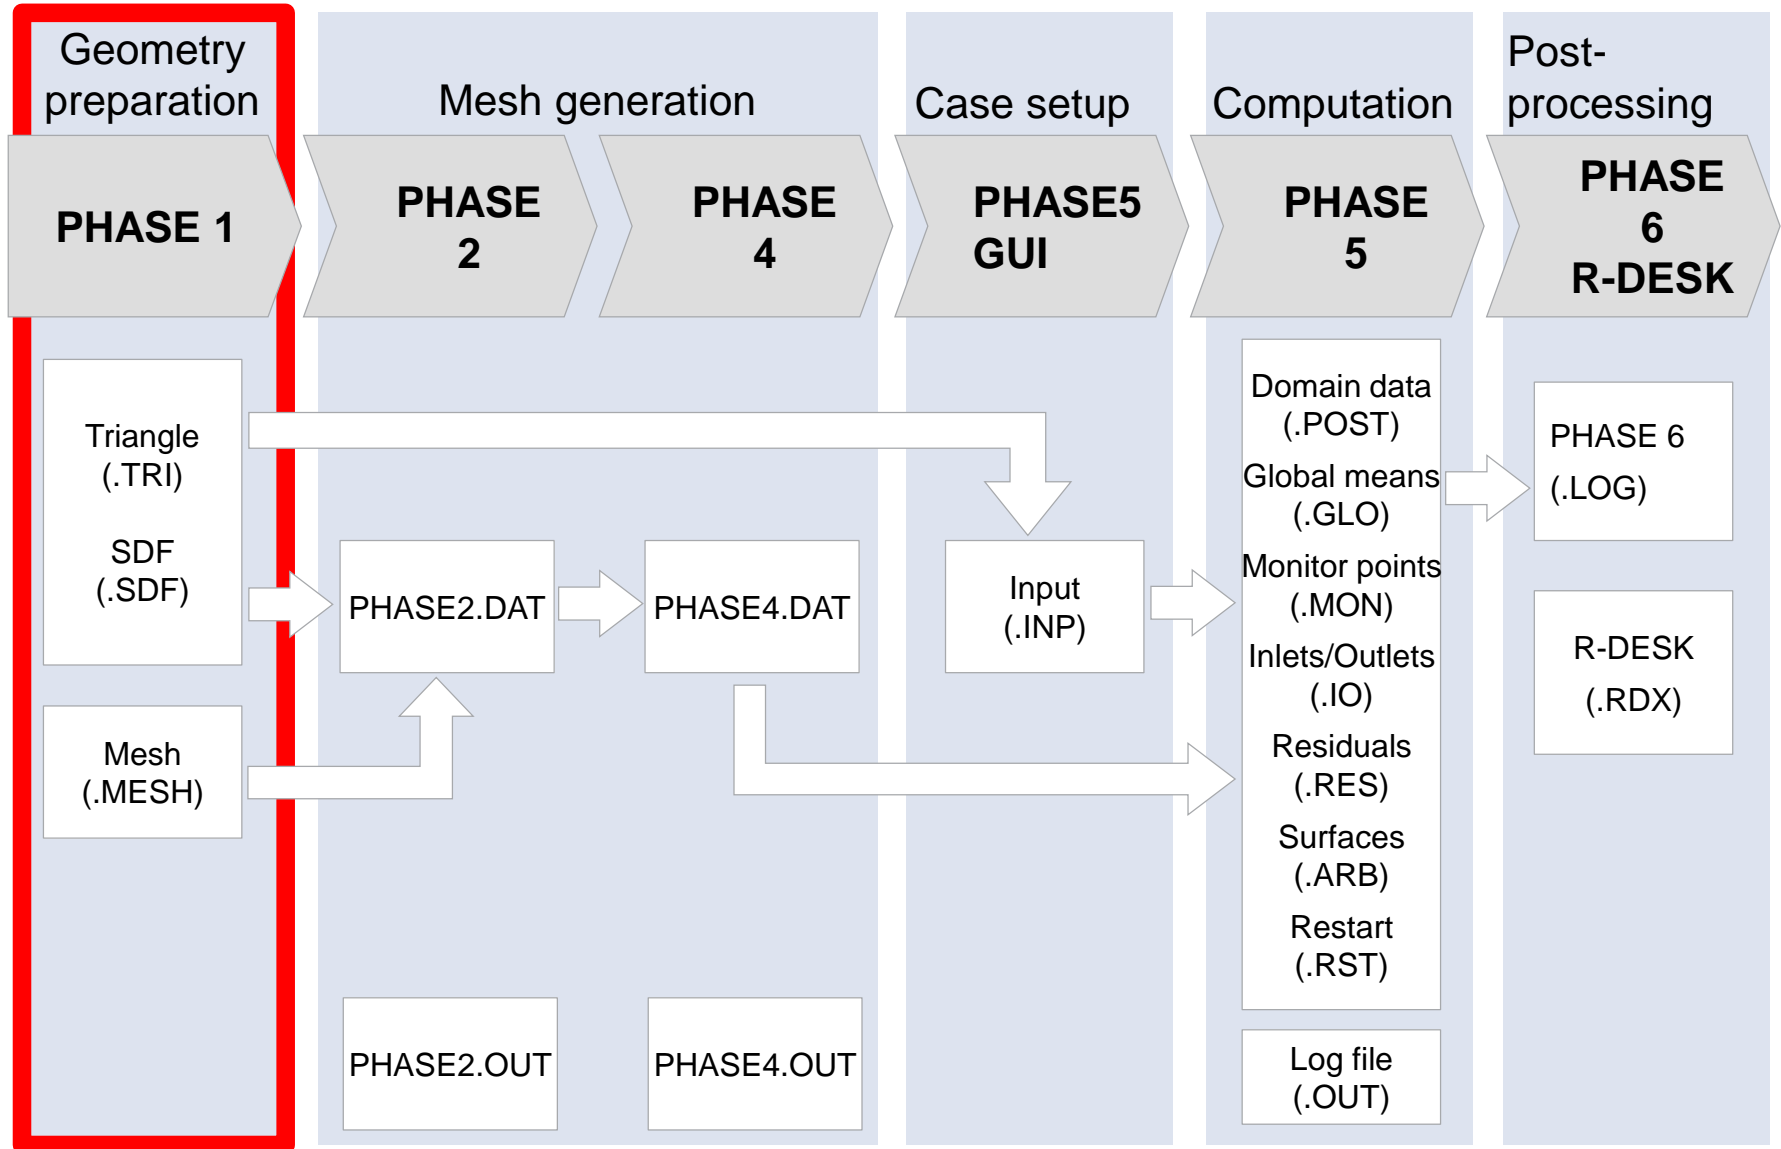 Geometry
preparation
Mesh generation
Case setup
Computation
Post-
processing
PHASE 1
PHASE
2
PHASE
4
PHASE5
GUI
PHASE
5
PHASE
6
R-DESK
Triangle
(.TRI)
SDF
(.SDF)
Mesh
(.MESH)
PHASE2.DAT
PHASE4.DAT
PHASE2.OUT
PHASE4.OUT
Input
(.INP)
Domain data
(.POST)
Global means
(.GLO)
Monitor points
(.MON)
Inlets/Outlets
(.IO)
Residuals
(.RES)
Surfaces
(.ARB)
Restart
(.RST)
Log file
(.OUT)
PHASE 6
(.LOG)
R-DESK
(.RDX)